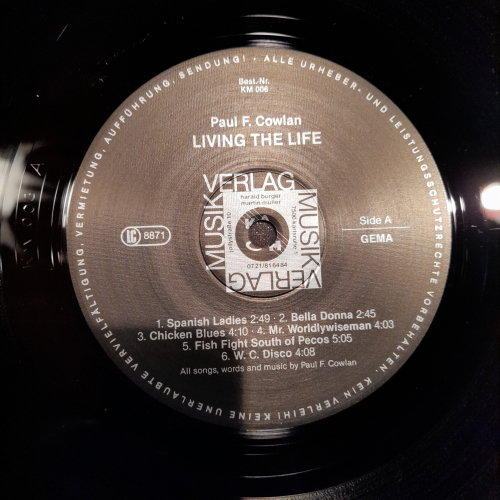 ALLE URHEBER- UND LEISTUNGSSCHUTZRECHTE VORBEHALTEN. KEIN VERLEIH! KEINE UNERLAUBTE VERVIELFÄLTIGUNG, VERMIETUNG, AUFFÜHRUNG, SENDUNG! -
Best.-Nr.
KM 006
Paul F. Cowlan
LIVING THE LIFE
MUSIK
VERLAG
MUSIK
VERLAG
harald burger
martin müller
07 21/81 64 84
LC 8871
Side A
GEMA
1. Spanish Ladies 2:49 · 2. Bella Donna 2:45
3. Chicken Blues 4:10 · 4. Mr. Worldlywiseman 4:03
5. Fish Fight South of Pecos 5:05
6. W. C. Disco 4:08
All songs, words and music by Paul F. Cowlan